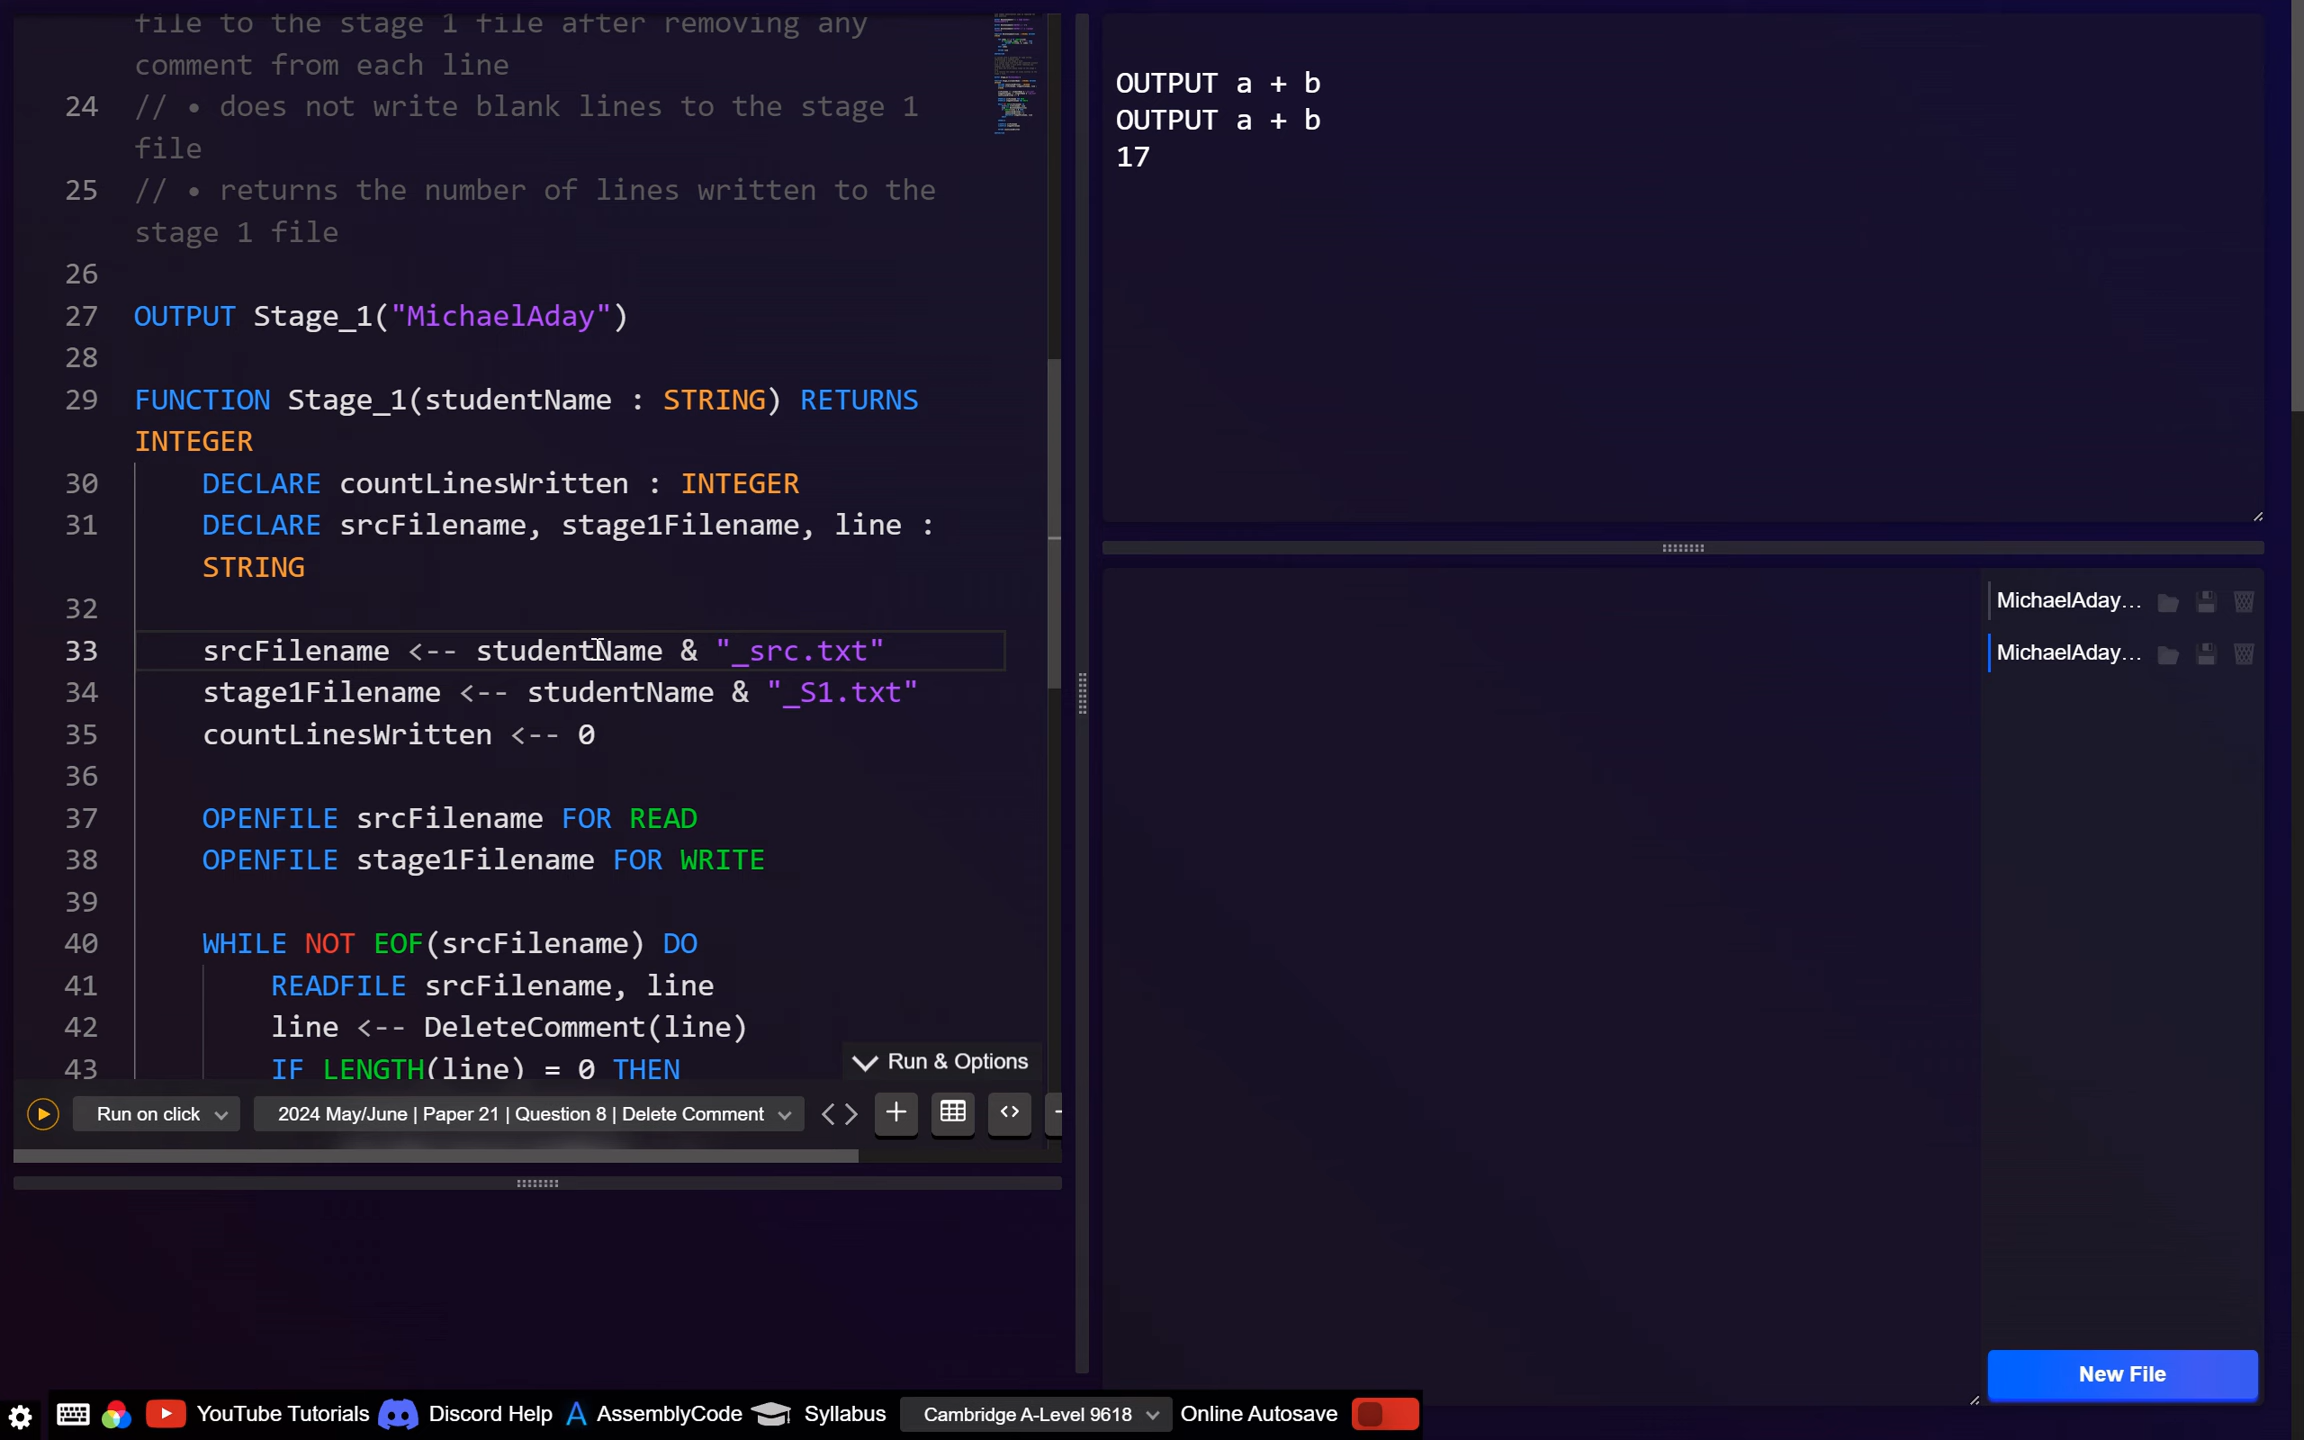 file to the stage 1 file after removing any
comment from each line
24 // • does not write blank lines to the stage 1
file
25 // • returns the number of lines written to the
stage 1 file
26
27 OUTPUT Stage_1("MichaelAday")
28
29 FUNCTION Stage_1(studentName : STRING) RETURNS
INTEGER
30 DECLARE countLinesWritten : INTEGER
31 DECLARE srcFilename, stage1Filename, line :
STRING
32
33 srcFilename <-- studentName & "_src.txt"
34 stage1Filename <-- studentName & "_S1.txt"
35 countLinesWritten <-- 0
36
37 OPENFILE srcFilename FOR READ
38 OPENFILE stage1Filename FOR WRITE
39
40 WHILE NOT EOF(srcFilename) DO
41 READFILE srcFilename, line
42 line <-- DeleteComment(line)
43 IF LENGTH(line) = 0 THEN
Run & Options
Run on click
2024 May/June | Paper 21 | Question 8 | Delete Comment
OUTPUT a + b
OUTPUT a + b
17
MichaelAday...
MichaelAday...
New File
YouTube Tutorials
Discord Help
AssemblyCode
Syllabus
Cambridge A-Level 9618
Online Autosave